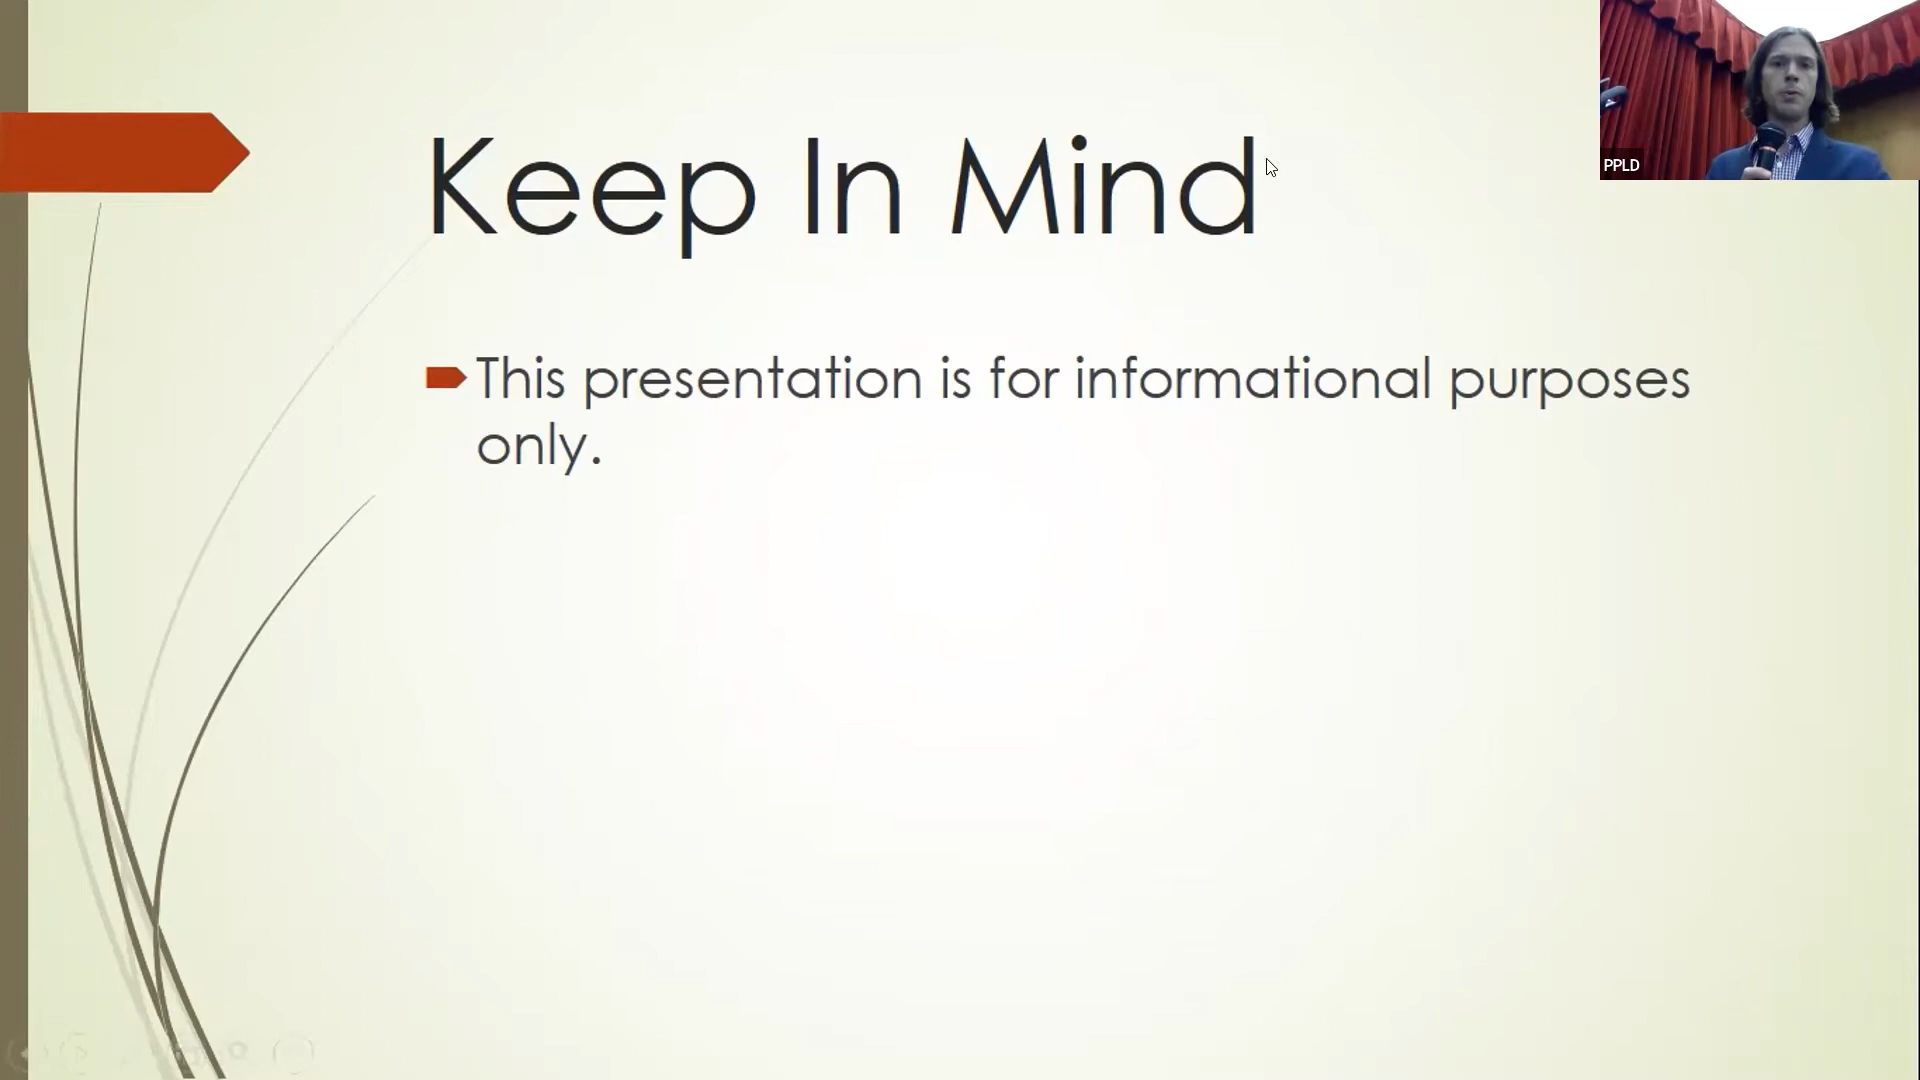 Keep In Mind
This presentation is for informational purposes
only.
PPLD